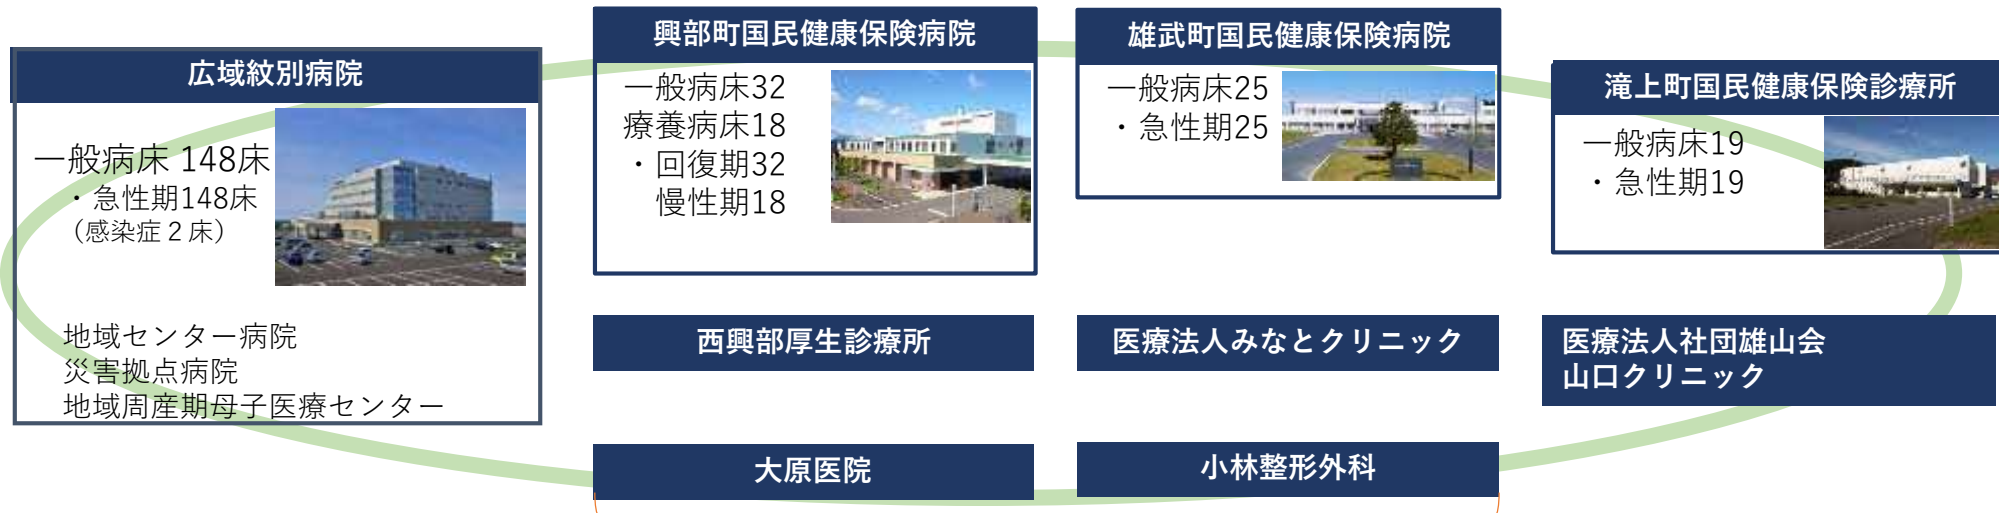 広域紋別病院
一般病床 148床
・急性期148床
（感染症２床）
地域センター病院
災害拠点病院
地域周産期母子医療センター
興部町国民健康保険病院
一般病床32
療養病床18
・回復期32
慢性期18
雄武町国民健康保険病院
一般病床25
・急性期25
滝上町国民健康保険診療所
一般病床19
・急性期19
西興部厚生診療所
医療法人みなとクリニック
医療法人社団雄山会
山口クリニック
大原医院
小林整形外科